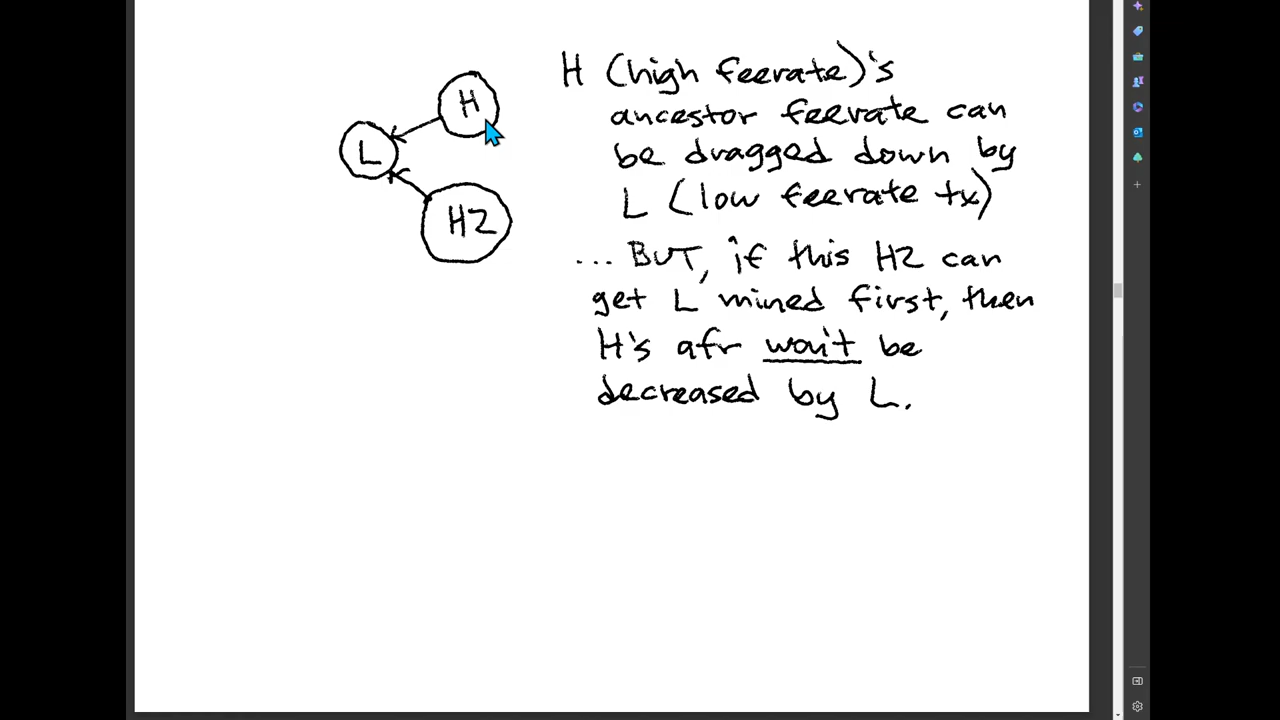 H
L
H2
H (high feerate)'s
ancestor feerate can
be dragged down by
L (low feerate tx)
... BUT, if this H2 can
get L mined first, then
H's afr won't be
decreased by L.